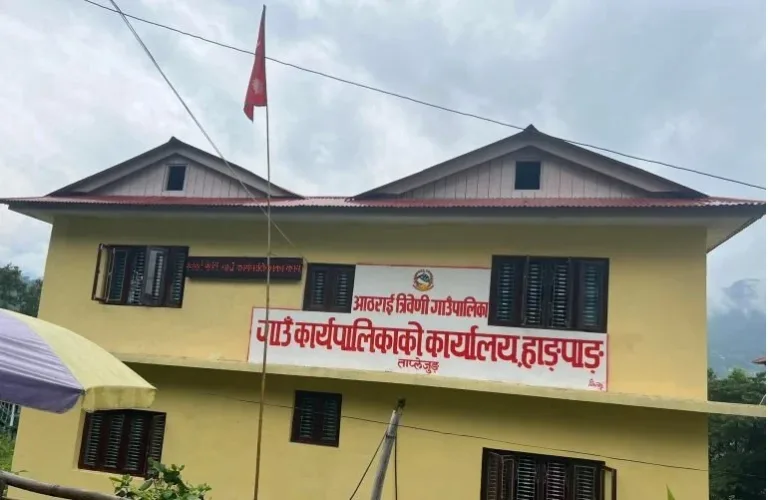 आठराई त्रिवेणी गाउँपालिका
गाउँ कार्यपालिकाको कार्यालय, हाङपाङ
ताप्लेजुङ